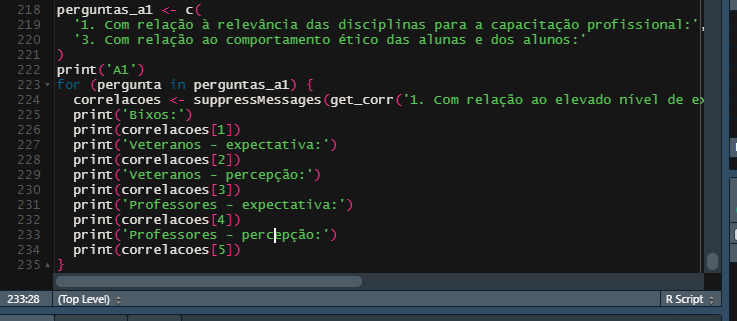 218 perguntas_a1 <- c(
219 '1. Com relação à relevância das disciplinas para a capacitação profissional:',
220 '3. Com relação ao comportamento ético das alunas e dos alunos:'
221 )
222 print('A1')
223 for (pergunta in perguntas_a1) {
224 correlacoes <- suppressMessages(get_corr('1. Com relação ao elevado nível de ex
225 print('Bixos:')
226 print(correlacoes[1])
227 print('Veteranos - expectativa:')
228 print(correlacoes[2])
229 print('Veteranos - percepção:')
230 print(correlacoes[3])
231 print('Professores - expectativa:')
232 print(correlacoes[4])
233 print('Professores - percepção:')
234 print(correlacoes[5])
235 }
233:28 (Top Level) R Script